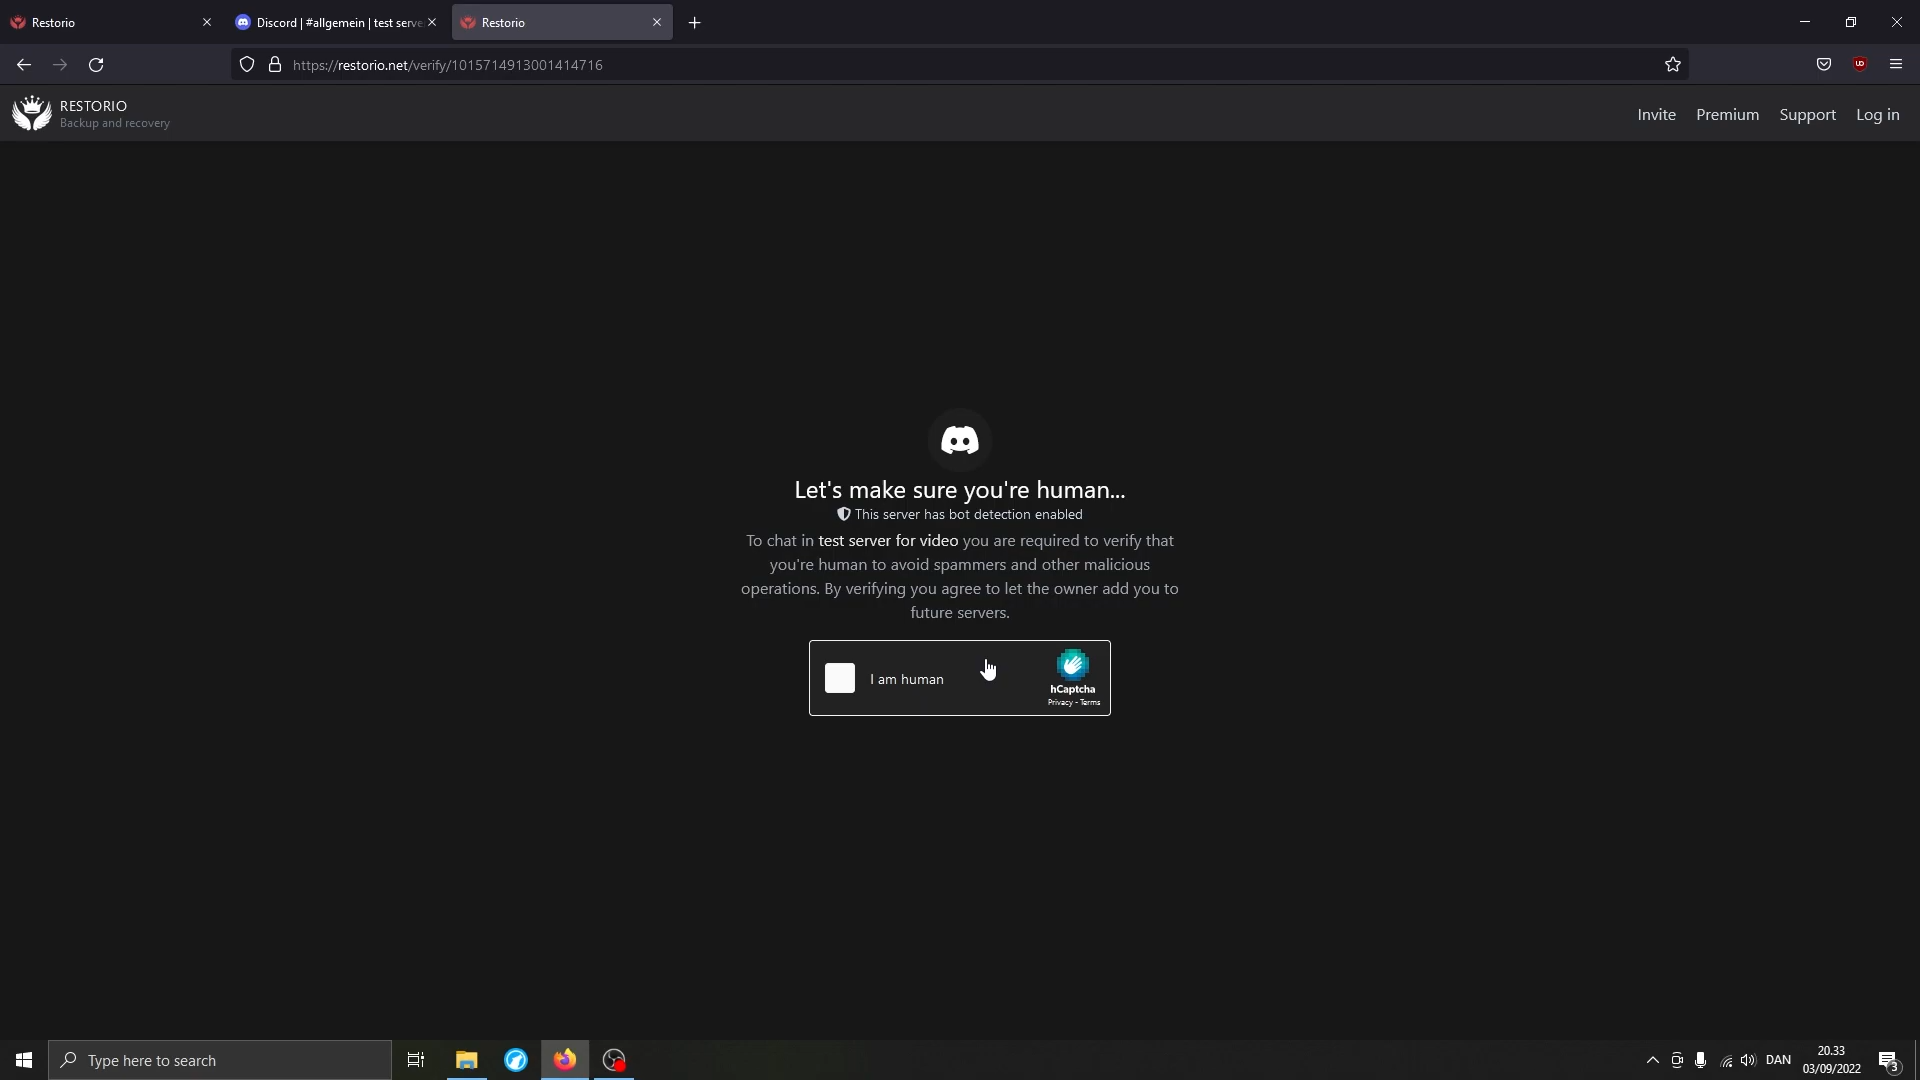 Restorio
Discord | #allgemein | test serve
Restorio
https://restorio.net/verify/1015714913001414716
RESTORIO
Backup and recovery
Invite
Premium
Support
Log in
Let's make sure you're human...
This server has bot detection enabled
To chat in test server for video you are required to verify that
you're human to avoid spammers and other malicious
operations. By verifying you agree to let the owner add you to
future servers.
I am human
hCaptcha
Privacy - Terms
Type here to search
DAN
20.33
03/09/2022
3